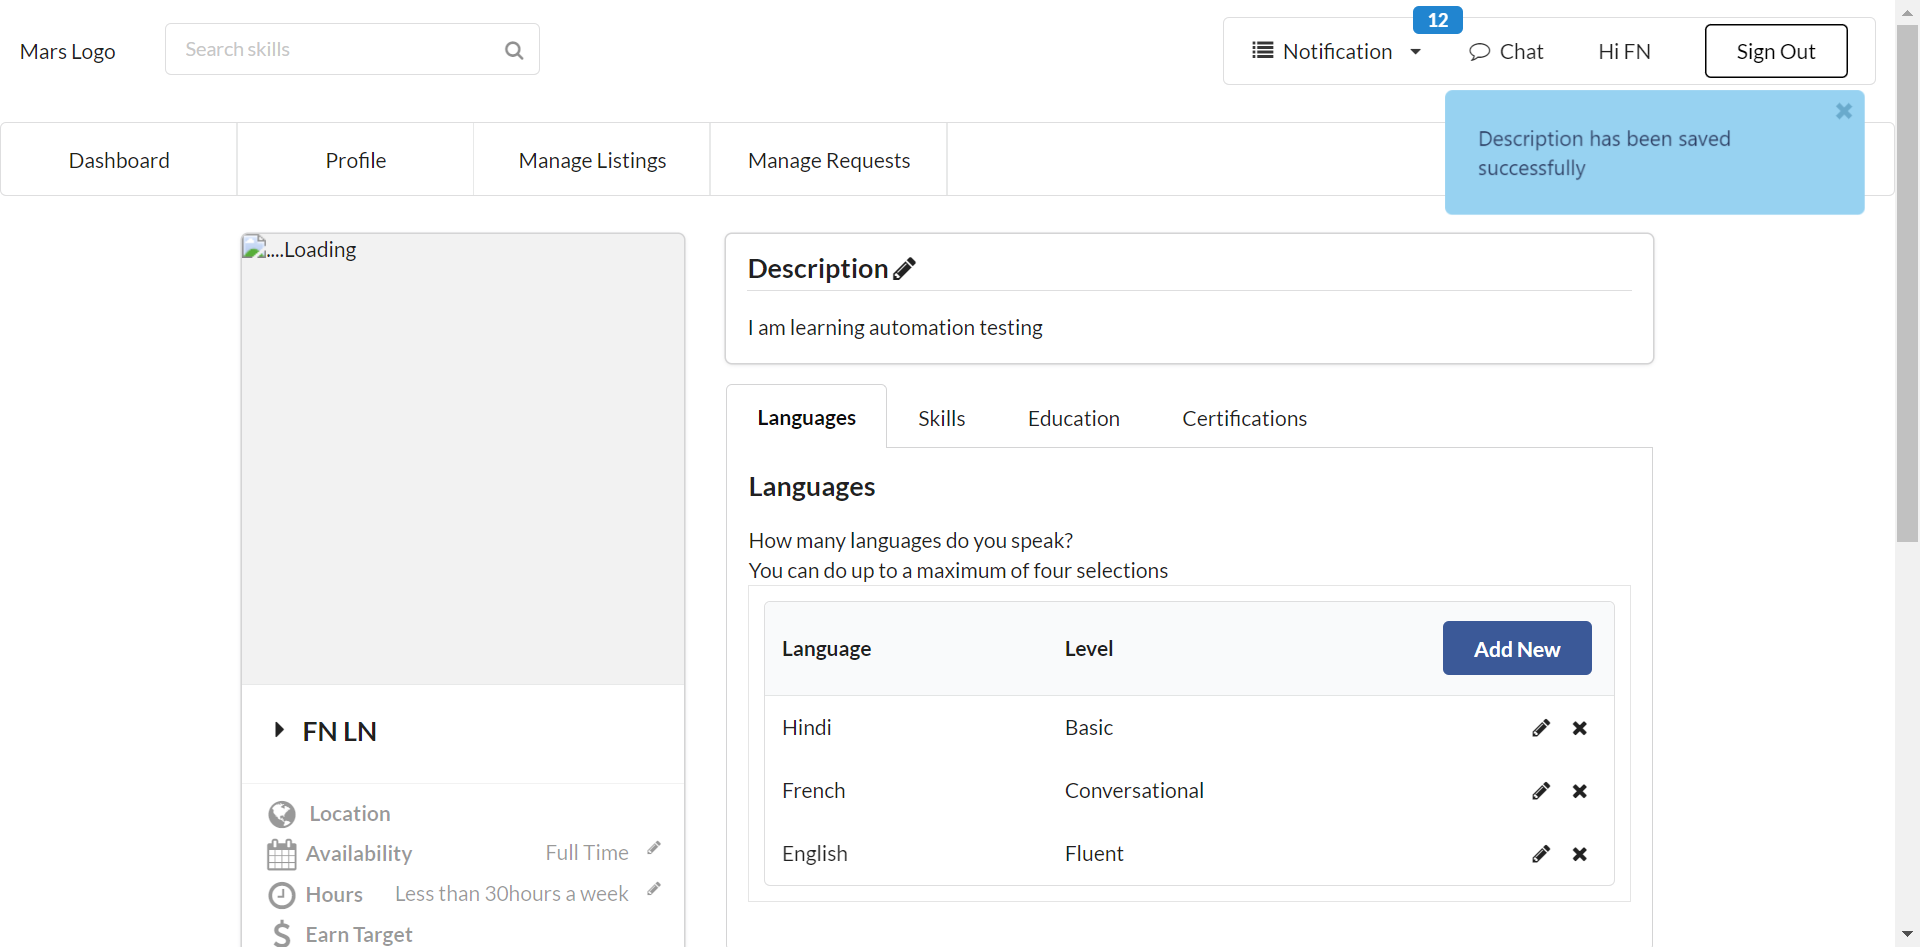 Mars Logo
Search skills
Notification
12
Chat
Hi FN
Sign Out
Dashboard
Profile
Manage Listings
Manage Requests
Description has been saved
successfully
....Loading
FN LN
Location
Availability
Full Time
Hours
Less than 30hours a week
Earn Target
Description
I am learning automation testing
Languages
Skills
Education
Certifications
Languages
How many languages do you speak?
You can do up to a maximum of four selections
Language
Level
Add New
Hindi
Basic
French
Conversational
English
Fluent